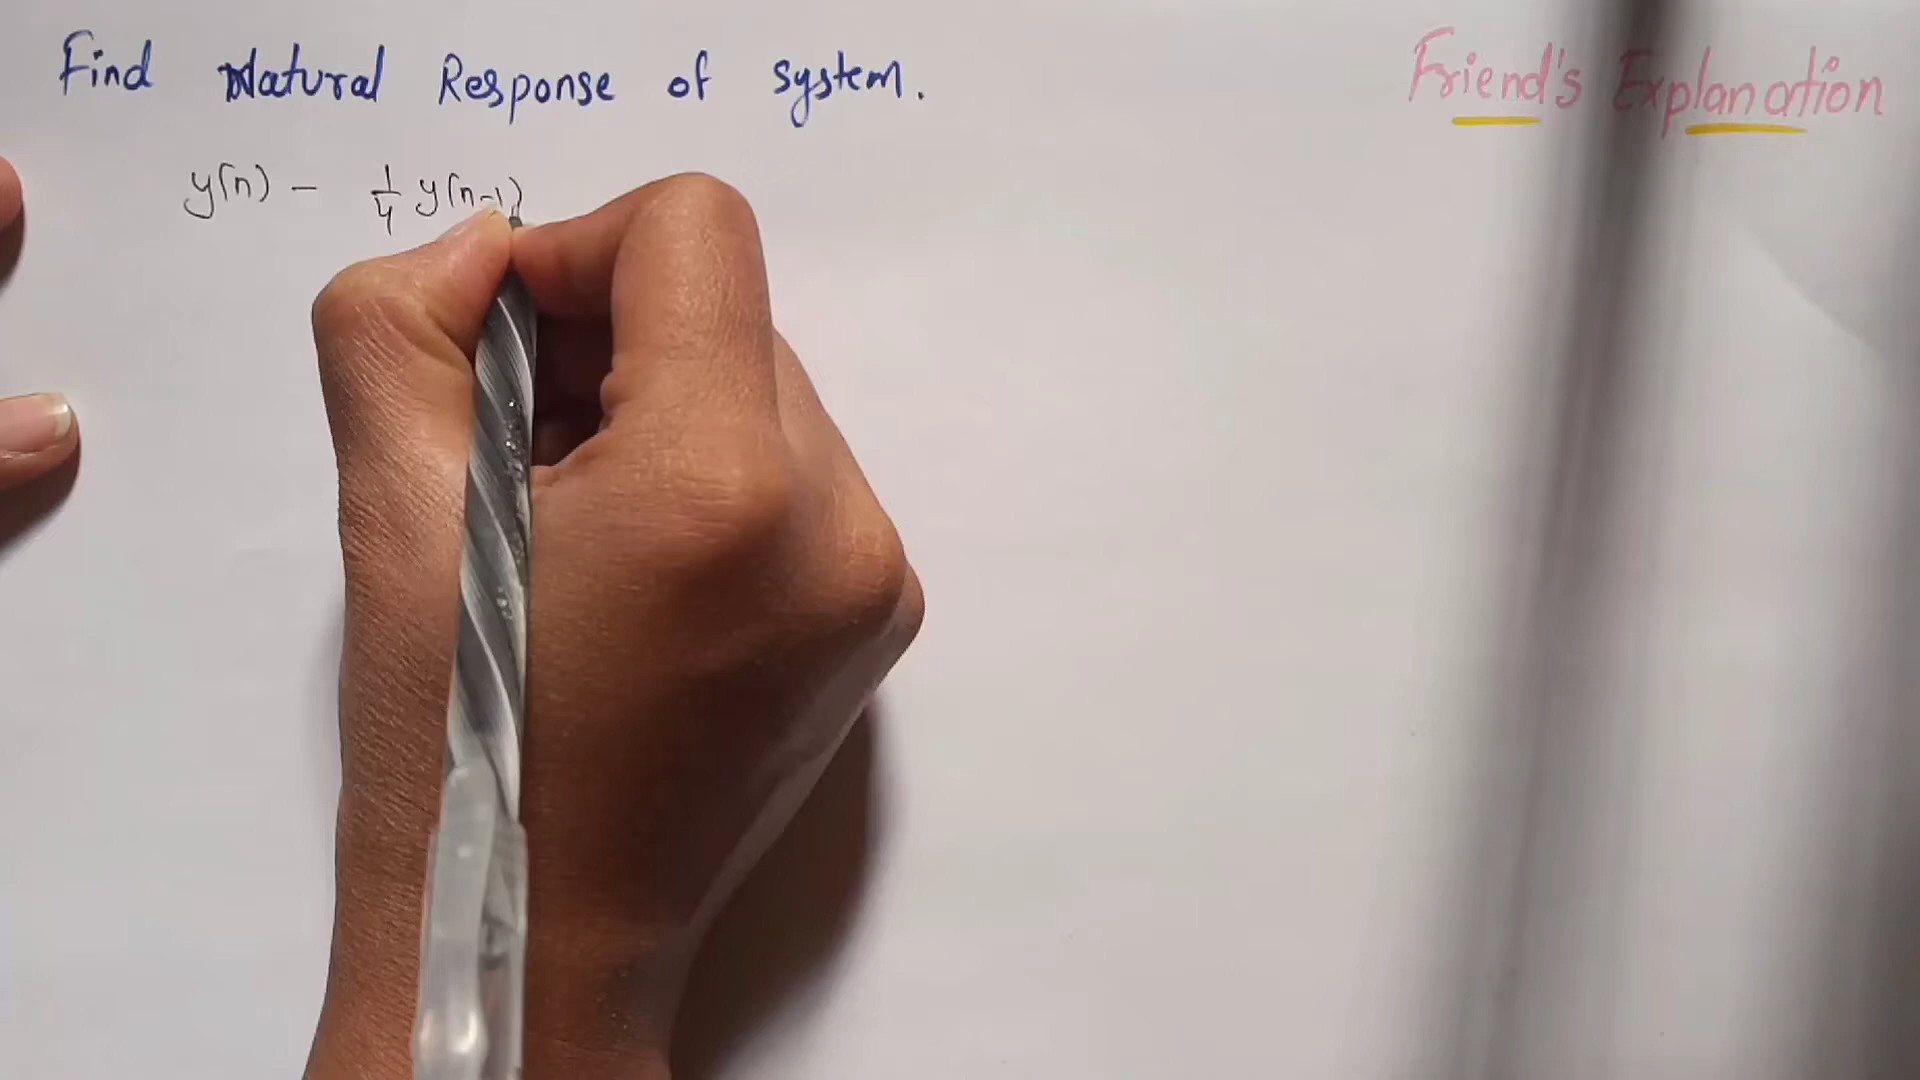 Find Natural Response of system.
Friend's Explanation
y(n) - 1/4 y(n-1)